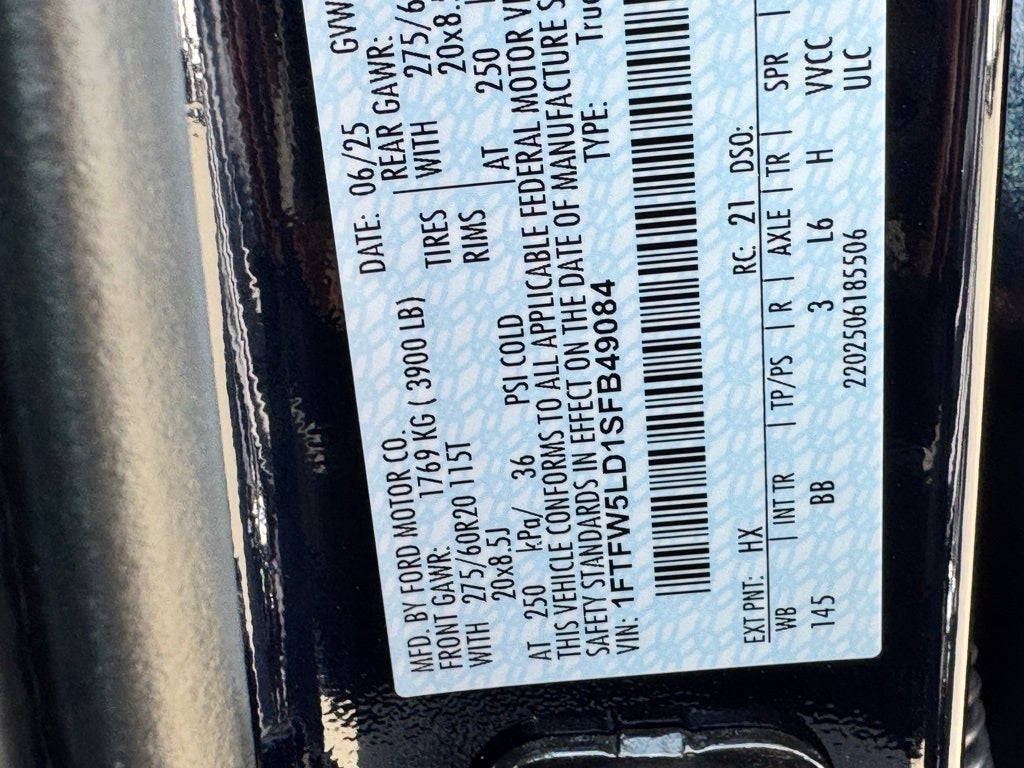 MFD. BY FORD MOTOR CO. DATE: 06/25 GVW
FRONT GAWR: 1769 KG ( 3900 LB) REAR GAWR:
WITH 275/60R20 115T TIRES WITH 275/6
20x8.5J RIMS 20x8.5
AT 250 kPa/ 36 PSI COLD AT 250
THIS VEHICLE CONFORMS TO ALL APPLICABLE FEDERAL MOTOR VE
SAFETY STANDARDS IN EFFECT ON THE DATE OF MANUFACTURE S
VIN: 1FTFW5LD1SFB49084 TYPE: Truc
EXT PNT: HX RC: 21 DSO:
WB | INT TR | TP/PS | R | AXLE | TR | SPR |
145 BB 3 L6 H VVCC
2202506185506 ULC